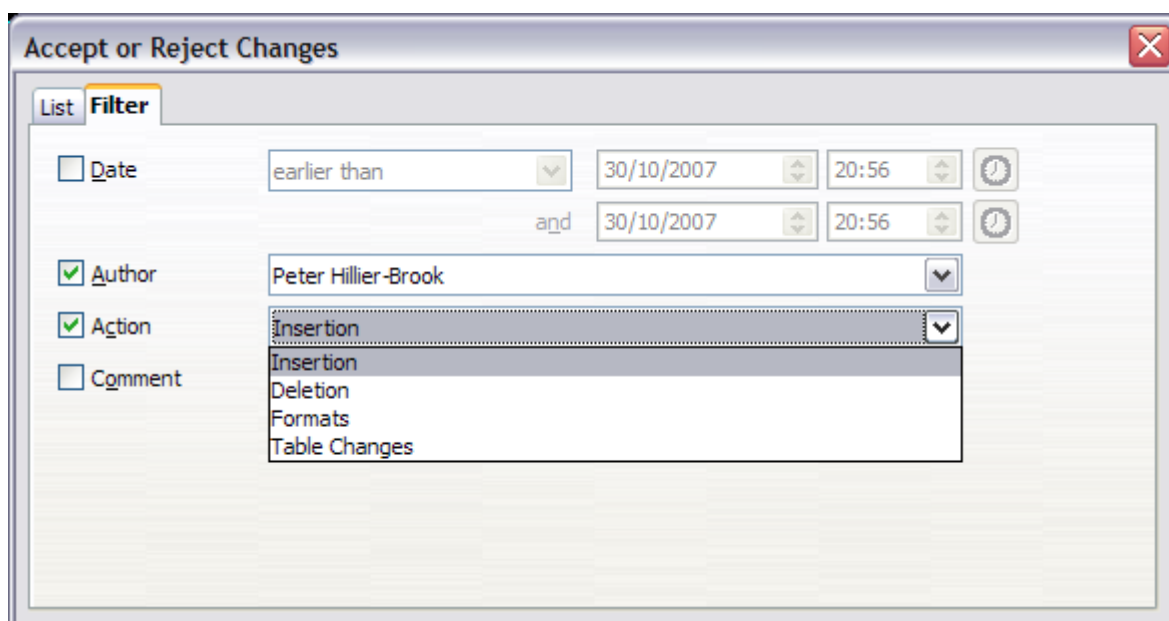 Accept or Reject Changes
List Filter
Date earlier than 30/10/2007 20:56
and 30/10/2007 20:56
Author Peter Hillier-Brook
Action Insertion
Insertion
Comment
Deletion
Formats
Table Changes